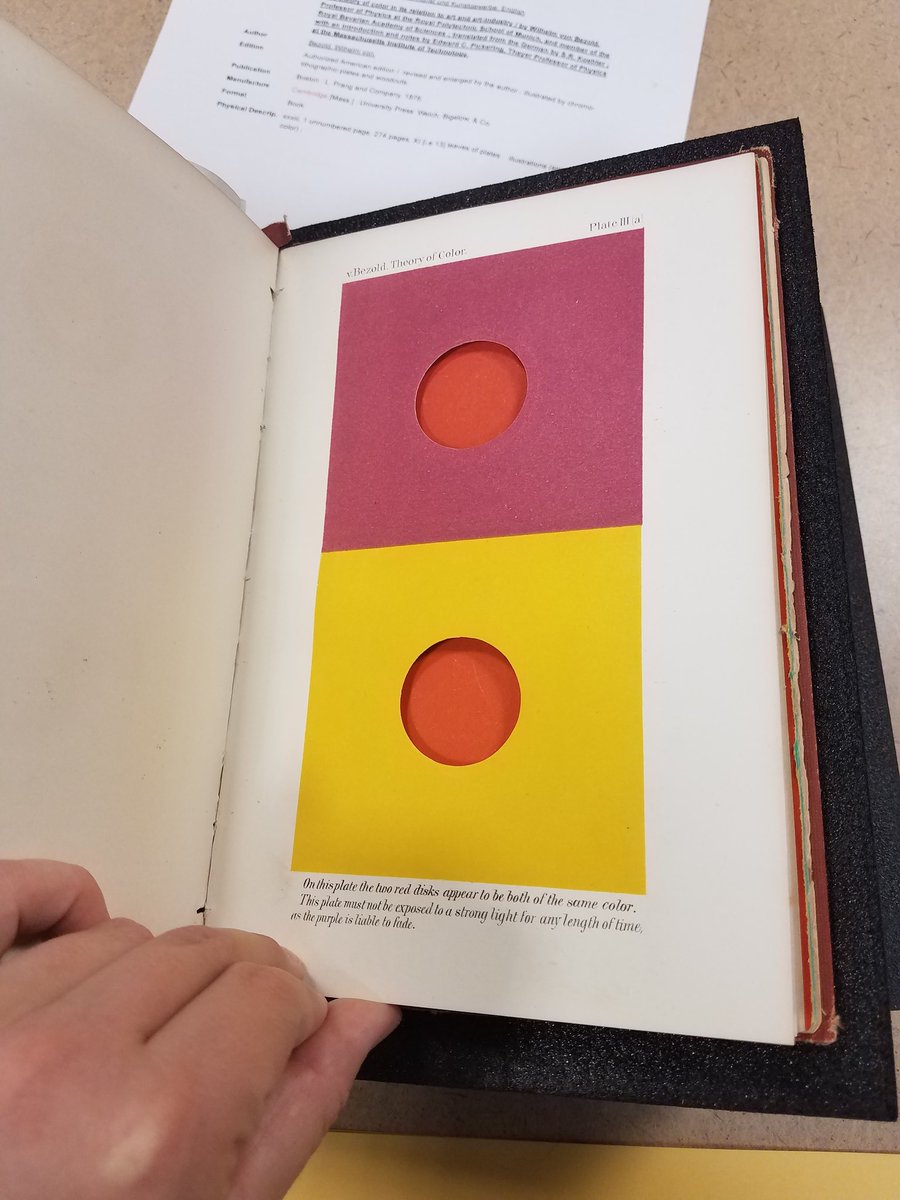 und Kunstgewerbe. English
theory of color in its relation to art and art-industry / by Wilhelm von Bezold,
Professor of Physics at the Royal Polytechnic School of Munich, and member of the
Royal Bavarian Academy of Sciences ; translated from the German by S.R. Koehler ;
with an introduction and notes by Edward C. Pickering, Thayer Professor of Physics
at the Massachusetts Institute of Technology.
Author Bezold, Wilhelm von,
Edition Authorized American edition / revised and enlarged by the author : illustrated by chromo-
lithographic plates and woodcuts.
Publication Boston : L. Prang and Company, 1876.
Manufacture Cambridge [Mass.] : University Press: Welch, Bigelow, & Co.
Format Book
Physical Descrip. xxxiii, 1 unnumbered page, 274 pages, XI [i.e 13] leaves of plates : illustrations
color)
v. Bezold. Theory of Color. Plate III [a]
On this plate the two red disks appear to be both of the same color.
This plate must not be exposed to a strong light for any length of time,
as the purple is liable to fade.